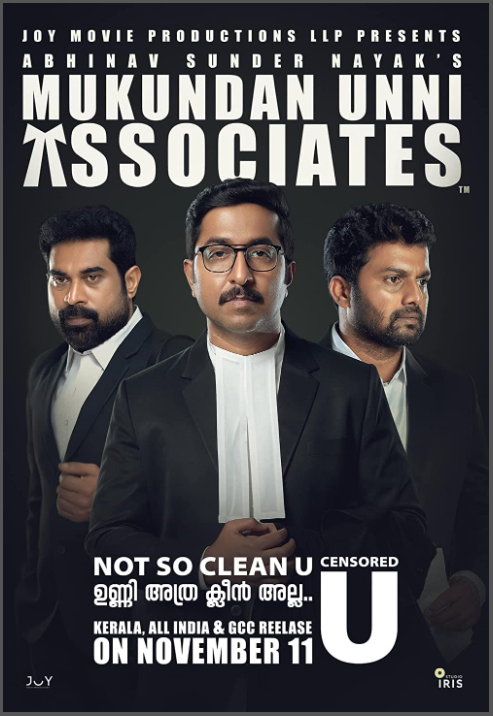 JOY MOVIE PRODUCTIONS LLP PRESENTS
ABHINAV SUNDER NAYAK'S
MUKUNDAN UNNI
ASSOCIATES
TM
NOT SO CLEAN U
CENSORED
U
ഉണ്ണി അത്ര ക്ലീൻ അല്ല..
KERALA, ALL INDIA & GCC REELASE
ON NOVEMBER 11
JOY
STUDIO
IRIS